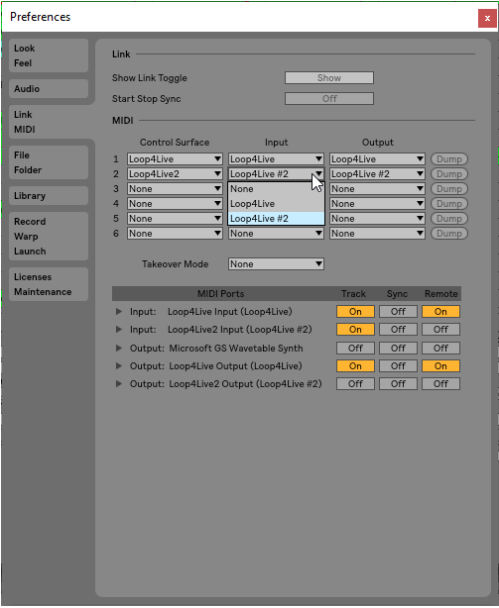 Preferences
x
Look
Feel
Audio
Link
MIDI
File
Folder
Library
Record
Warp
Launch
Licenses
Maintenance
Link
Show Link Toggle Show
Start Stop Sync Off
MIDI
Control Surface Input Output
1 Loop4Live Loop4Live Loop4Live Dump
2 Loop4Live2 Loop4Live #2 Loop4Live #2 Dump
3 None None None Dump
4 None Loop4Live None Dump
5 None Loop4Live #2 None Dump
6 None None None Dump
Takeover Mode None
MIDI Ports Track Sync Remote
Input: Loop4Live Input (Loop4Live) On Off On
Input: Loop4Live2 Input (Loop4Live #2) On Off Off
Output: Microsoft GS Wavetable Synth Off Off Off
Output: Loop4Live Output (Loop4Live) On Off On
Output: Loop4Live2 Output (Loop4Live #2) Off Off Off